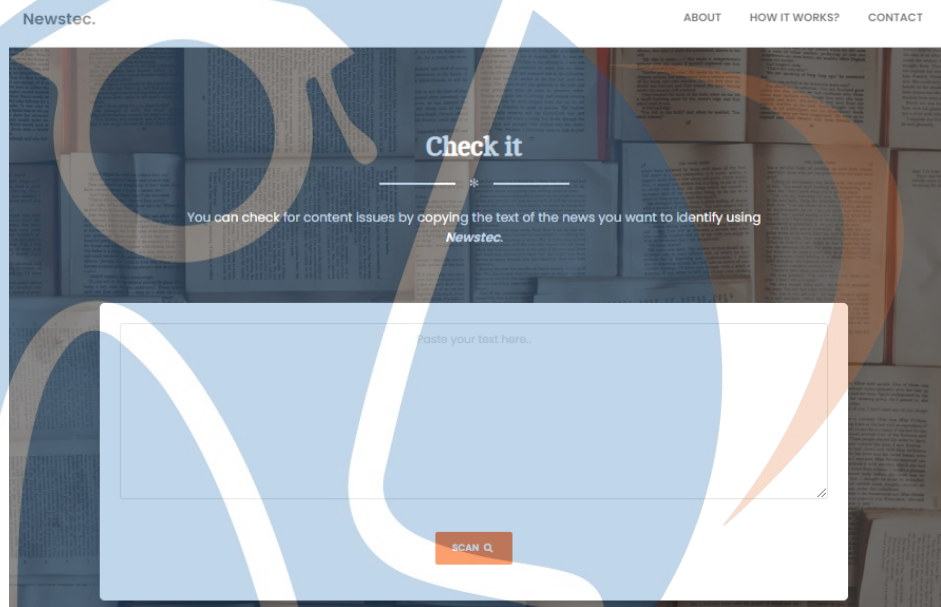 Newstec.
ABOUT HOW IT WORKS? CONTACT
Check it
You can check for content issues by copying the text of the news you want to identify using
Newstec.
Paste your text here..
SCAN